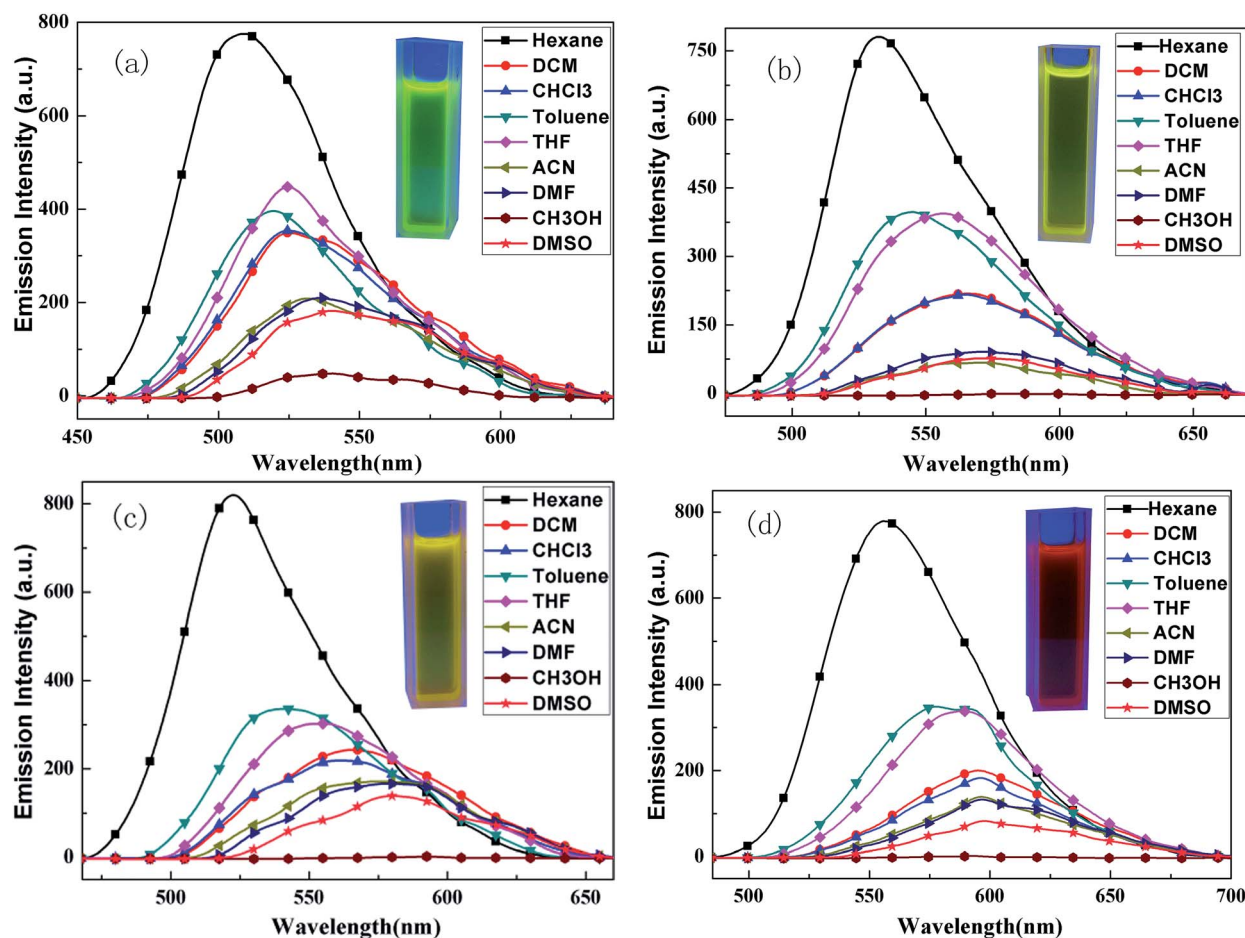 (a)
Emission Intensity (a.u.)
800
600
400
200
0
450
500
550
600
Wavelength(nm)
Hexane
DCM
CHCl3
Toluene
THF
ACN
DMF
CH3OH
DMSO
(b)
Emission Intensity (a.u.)
750
600
450
300
150
0
500
550
600
650
Wavelength(nm)
Hexane
DCM
CHCl3
Toluene
THF
ACN
DMF
CH3OH
DMSO
(c)
Emission Intensity (a.u.)
800
600
400
200
0
500
550
600
650
Wavelength(nm)
Hexane
DCM
CHCl3
Toluene
THF
ACN
DMF
CH3OH
DMSO
(d)
Emission Intensity (a.u.)
800
600
400
200
0
500
550
600
650
700
Wavelength(nm)
Hexane
DCM
CHCl3
Toluene
THF
ACN
DMF
CH3OH
DMSO